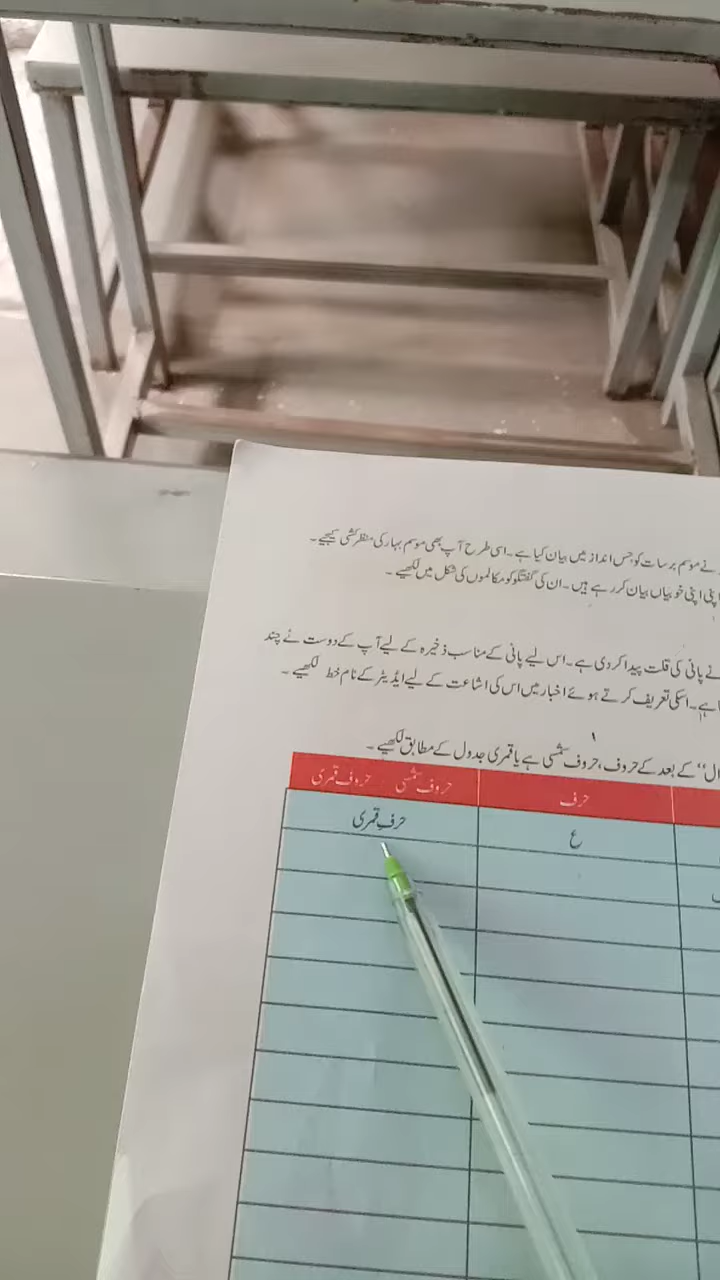 نے موسم برسات کو جس انداز میں بیان کیا ہے۔ اسی طرح آپ بھی موسم بہار کی منظر کشی کیجیے۔
اپنی اپنی خوبیاں بیان کر رہے ہیں۔ ان کی گفتگو کو مکالموں کی شکل میں لکھیے۔
نے پانی کی قلت پیدا کر دی ہے۔ اس لیے پانی کے مناسب ذخیرہ کے لیے آپ کے دوست نے چند
ہے۔ اسکی تعریف کرتے ہوئے اخبار میں اس کی اشاعت کے لیے ایڈیٹر کے نام خط لکھیے۔
ال“ کے بعد کے حروف، حروف شمسی ہے یا قمری جدول کے مطابق لکھیے۔
حرف حروف شمسی حروف قمری
ع حرف قمری